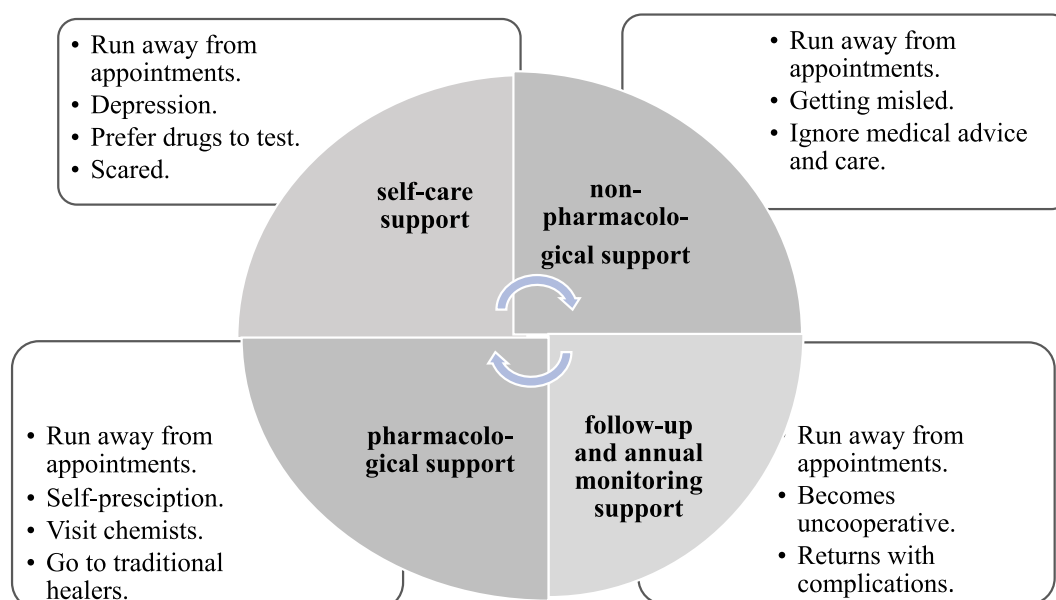 • Run away from
appointments.
• Depression.
• Prefer drugs to test.
• Scared.
• Run away from
appointments.
• Getting misled.
• Ignore medical advice
and care.
self-care
support
non-
pharmacolo-
gical support
pharmacolo-
gical support
follow-up
and annual
monitoring
support
• Run away from
appointments.
• Self-presciption.
• Visit chemists.
• Go to traditional
healers.
• Run away from
appointments.
• Becomes
uncooperative.
• Returns with
complications.